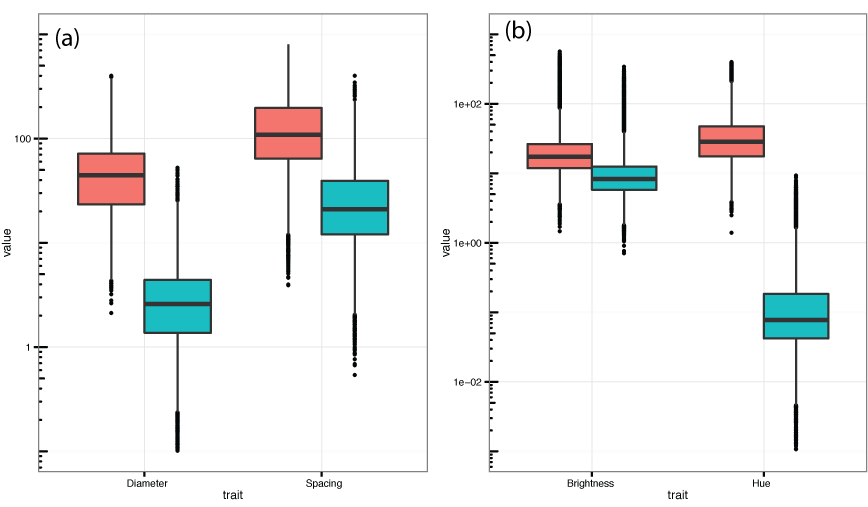 (a)
100
1
value
Diameter
Spacing
trait
(b)
1e+02
1e+00
1e−02
value
Brightness
Hue
trait